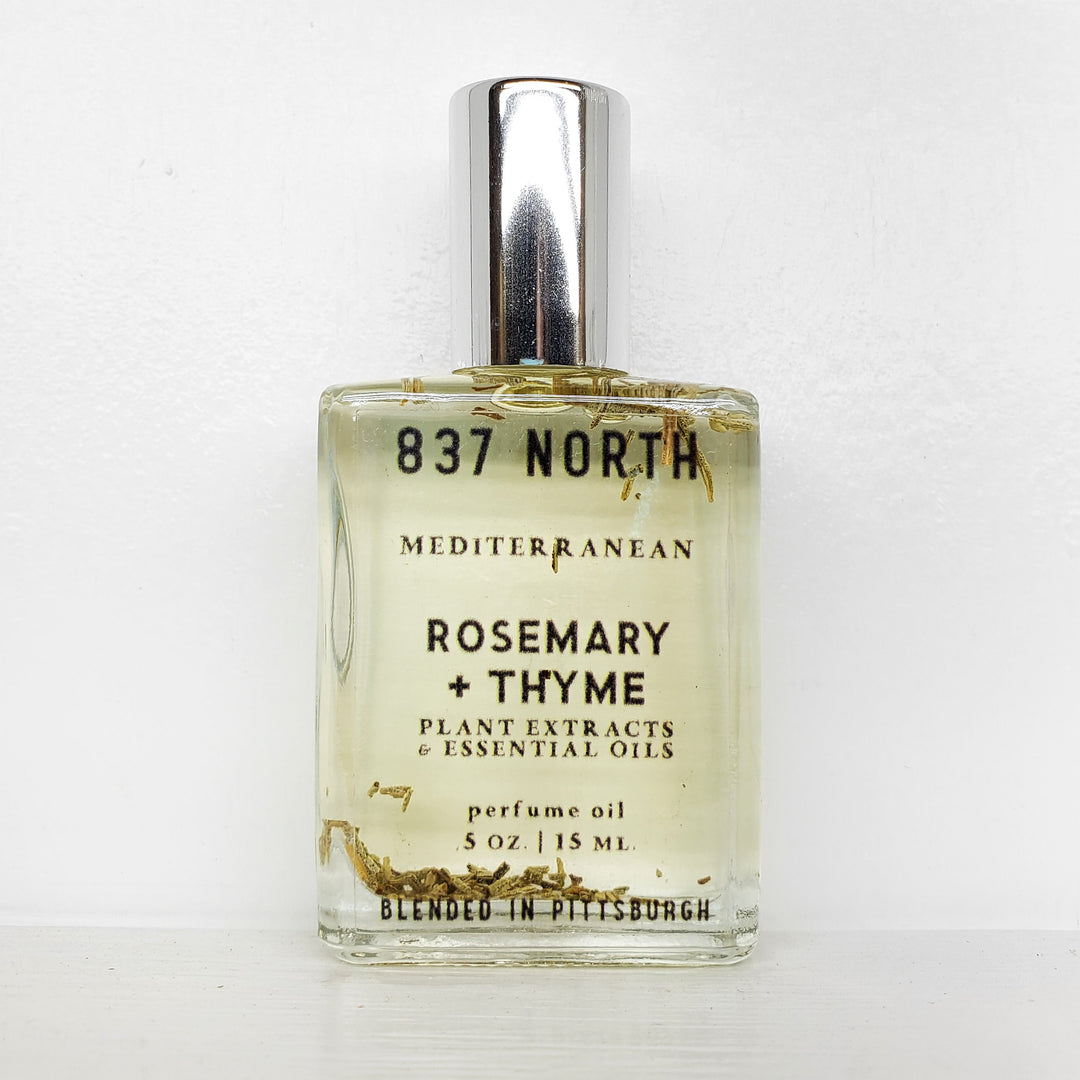 837 NORTH
MEDITERRANEAN
ROSEMARY
+ THYME
PLANT EXTRACTS
& ESSENTIAL OILS
perfume oil
.5 OZ. | 15 ML.
BLENDED IN PITTSBURGH